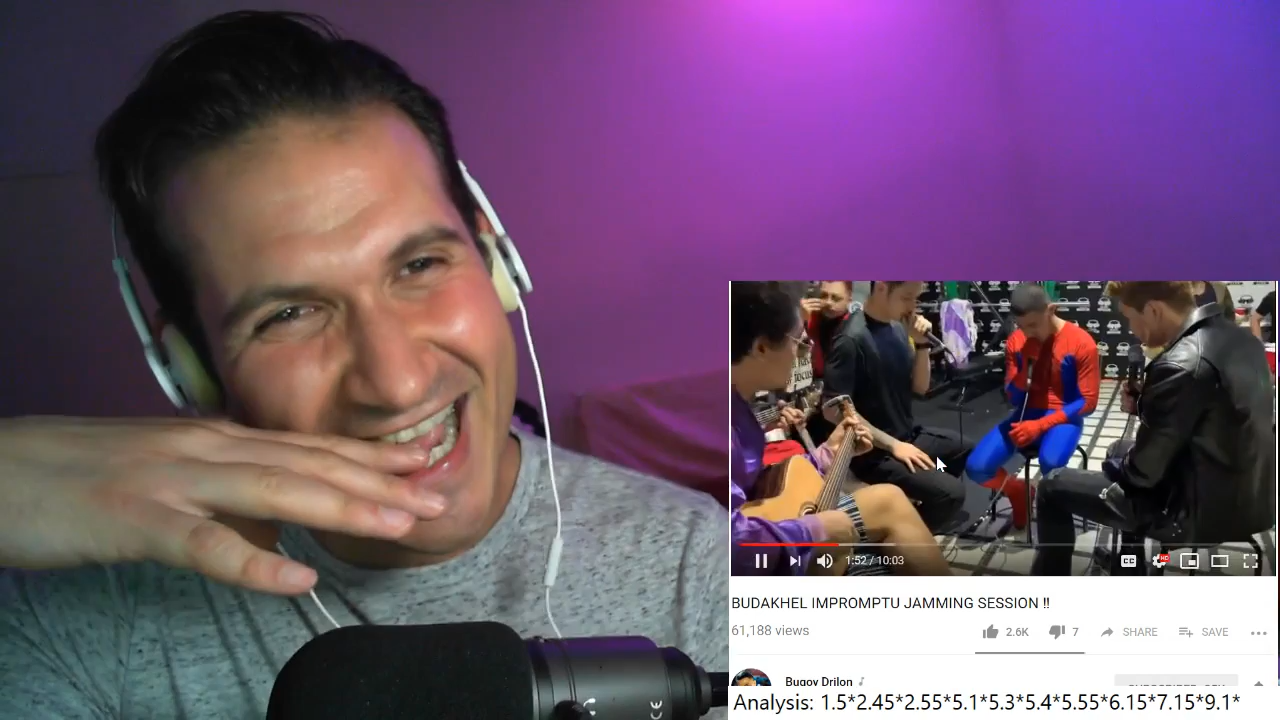 1:52 / 10:03
CC
HD
BUDAKHEL IMPROMPTU JAMMING SESSION !!
61,188 views
2.6K 7 SHARE SAVE
Bugoy Drilon
Analysis: 1.5*2.45*2.55*5.1*5.3*5.4*5.55*6.15*7.15*9.1*